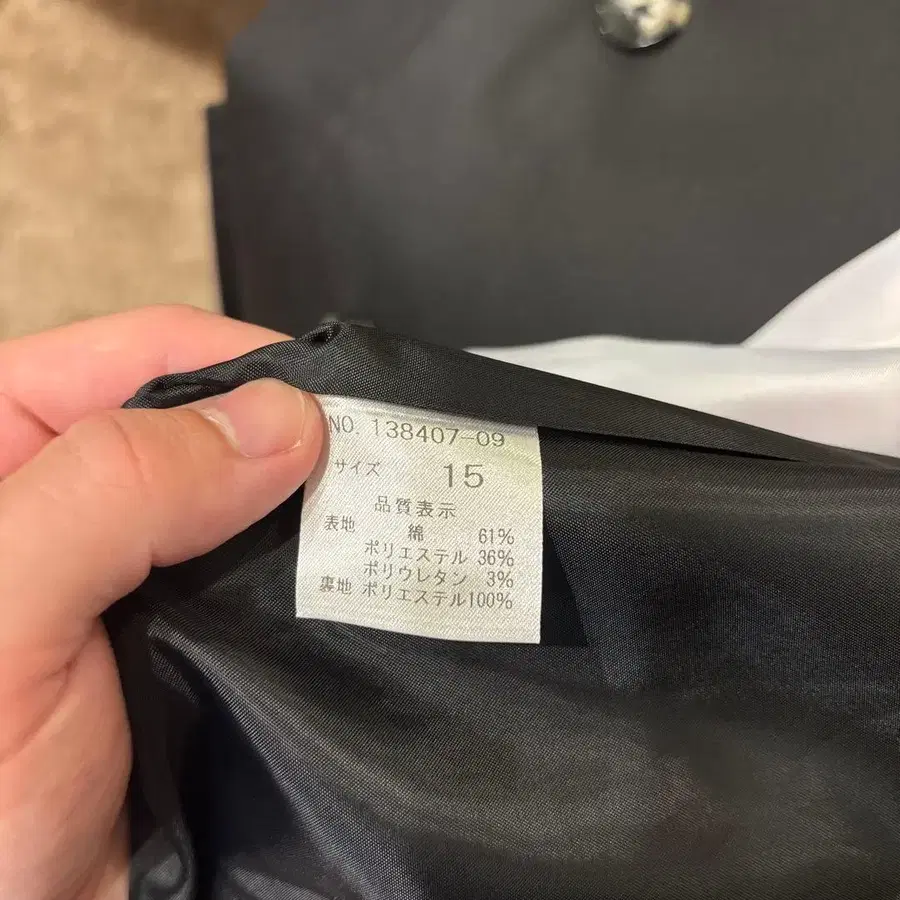 NO. 138407-09
サイズ 15
品質表示
表地 綿 61%
ポリエステル 36%
ポリウレタン 3%
裏地 ポリエステル100%